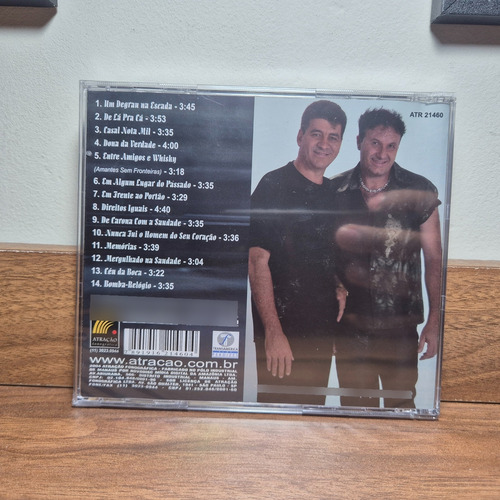 ATR 21460
1. Um Degrau na Escada - 3:45
2. De Lá Pra Cá - 3:53
3. Casal Nota Mil - 3:35
4. Dona da Verdade - 4:00
5. Entre Amigos e Whisky
(Amantes Sem Fronteiras) - 3:18
6. Em Algum Lugar do Passado - 3:35
7. Em Frente ao Portão - 3:29
8. Direitos Iguais - 4:40
9. De Carona Com a Saudade - 3:35
10. Nunca Fui o Homem do Seu Coração - 3:36
11. Memórias - 3:39
12. Mergulhado na Saudade - 3:04
13. Céu da Boca - 3:22
14. Bomba-Relógio - 3:35
ATRAÇÃO
www.atracao.com.br